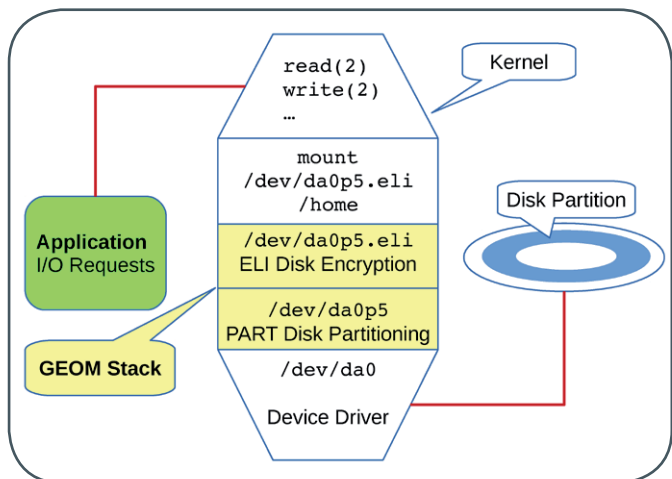 read(2)
write(2)
…
Kernel
mount
/dev/da0p5.eli
/home
Disk Partition
Application
I/O Requests
/dev/da0p5.eli
ELI Disk Encryption
/dev/da0p5
PART Disk Partitioning
GEOM Stack
/dev/da0
Device Driver